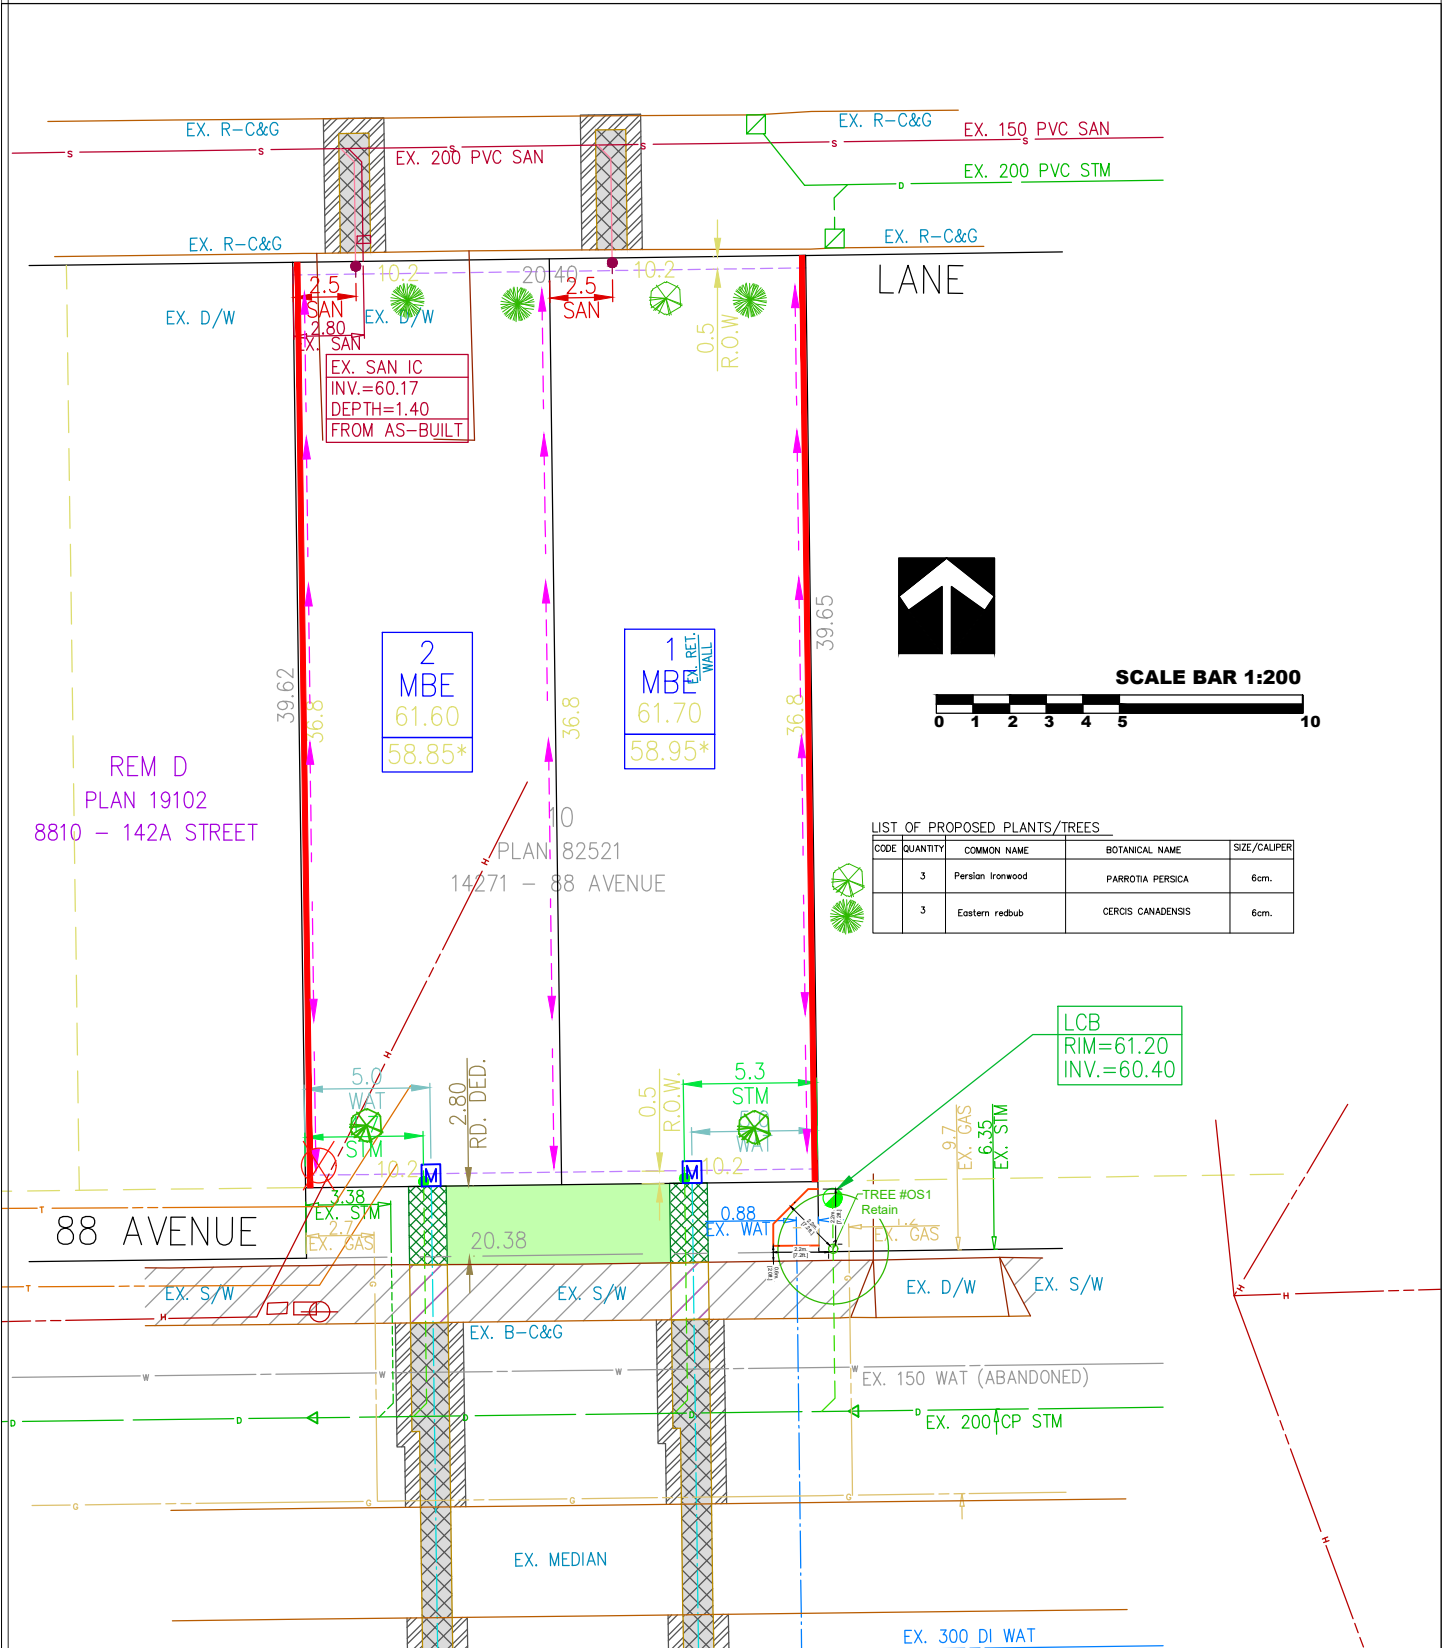 EX. R-C&G
EX. R-C&G
EX. 150 PVC SAN
S
S
S
S
S
S
EX. 200 PVC SAN
EX. 200 PVC STM
D
EX. R-C&G
EX. R-C&G
LANE
10.2
20.40
10.2
2.5
SAN
2.5
SAN
EX. D/W
EX. D/W
2.80
EX. SAN
0.5
R.O.W
EX. SAN IC
INV.=60.17
DEPTH=1.40
FROM AS-BUILT
39.62
36.8
2
MBE
61.60
58.85*
36.8
1
MBE
61.70
58.95*
EX. RET.
WALL
36.8
39.65
SCALE BAR 1:200
0 1 2 3 4 5 10
REM D
PLAN 19102
8810 - 142A STREET
10
PLAN 82521
14271 - 88 AVENUE
H
H
LIST OF PROPOSED PLANTS/TREES
CODE QUANTITY COMMON NAME BOTANICAL NAME SIZE/CALIPER
3 Persian Ironwood PARROTIA PERSICA 6cm.
3 Eastern redbub CERCIS CANADENSIS 6cm.
LCB
RIM=61.20
INV.=60.40
5.0
WAT
STM
2.80
RD. DED.
0.5
R.O.W.
5.3
STM
WAT
10.2
10.2
M
M
9.7
EX. GAS
6.35
EX. STM
T
88 AVENUE
3.38
EX. STM
2.7
EX. GAS
20.38
0.88
EX. WAT
TREE #OS1
Retain
EX. GAS
2.2m
[7.2ft.]
T
EX. S/W
EX. S/W
EX. D/W
EX. S/W
G
G
H
H
H
H
EX. B-C&G
W
W
W
W
EX. 150 WAT (ABANDONED)
D
D
D
D
D
EX. 200 CP STM
G
G
G
G
EX. MEDIAN
EX. 300 DI WAT